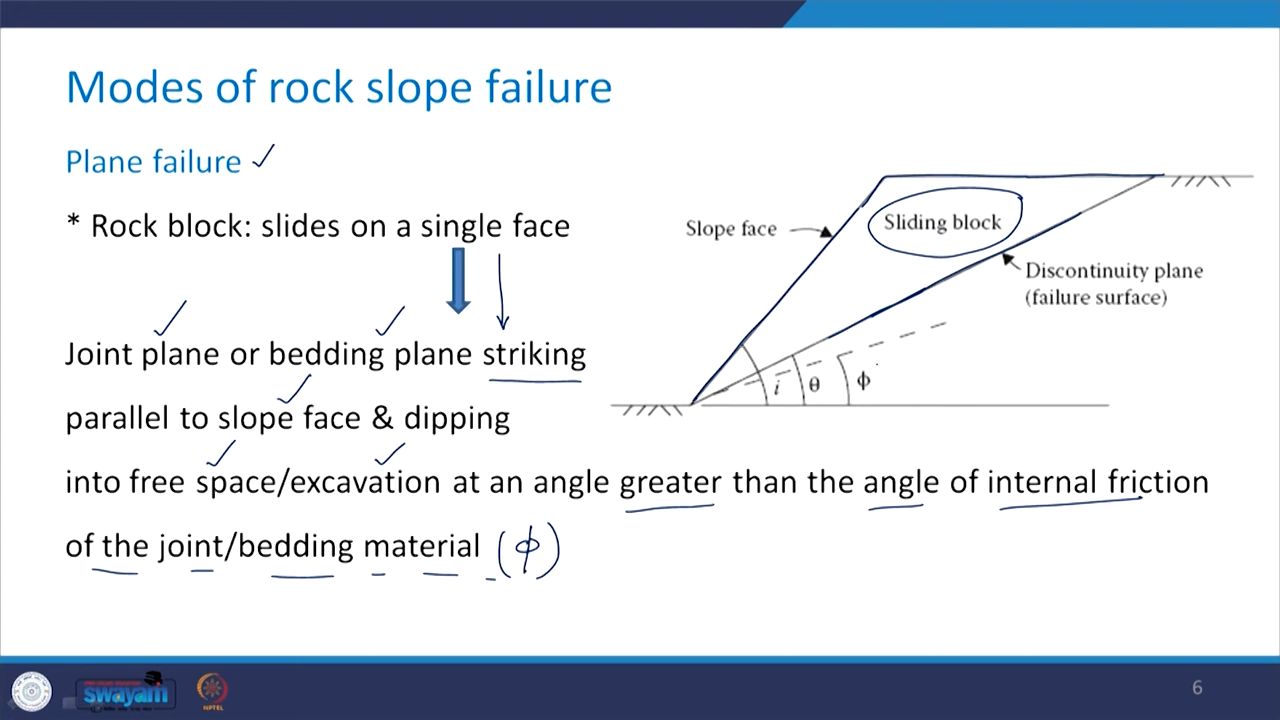 Modes of rock slope failure
Plane failure ✓
* Rock block: slides on a single face
Joint plane or bedding plane striking
parallel to slope face & dipping
into free space/excavation at an angle greater than the angle of internal friction
of the joint/bedding material (ϕ)
Slope face
Sliding block
Discontinuity plane
(failure surface)
i
θ
ϕ
swayam
NPTEL
6